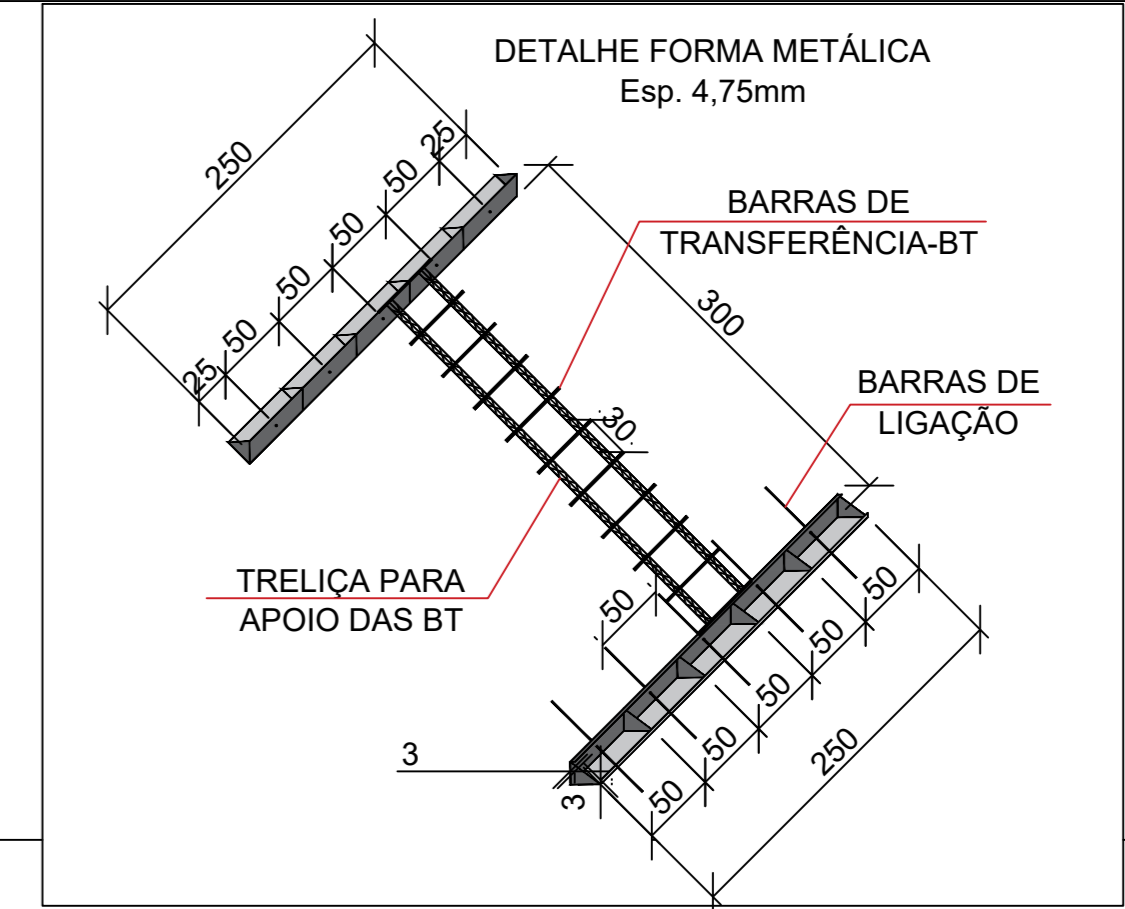 DETALHE FORMA METÁLICA
Esp. 4,75mm
250
25
50
50
50
50
25
BARRAS DE
TRANSFERÊNCIA-BT
300
BARRAS DE
LIGAÇÃO
30
TRELIÇA PARA
APOIO DAS BT
50
50
50
50
50
50
250
3
3